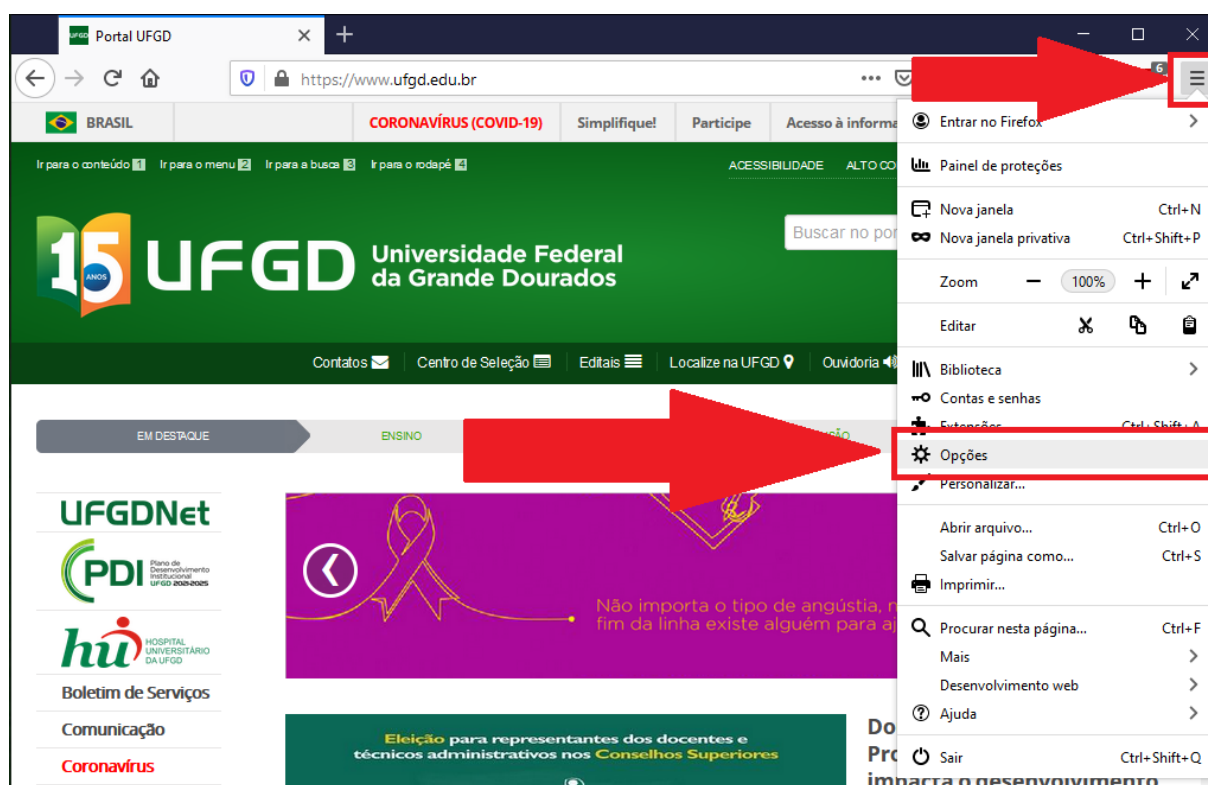 UFGD Portal UFGD
https://www.ufgd.edu.br
6
BRASIL CORONAVÍRUS (COVID-19) Simplifique! Participe Acesso à informa
Ir para o conteúdo 1 Ir para o menu 2 Ir para a busca 3 Ir para o rodapé 4 ACESSIBILIDADE ALTO CO
15 ANOS UFGD Universidade Federal
da Grande Dourados
Buscar no por
Contatos Centro de Seleção Editais Localize na UFGD Ouvidoria
EM DESTAQUE ENSINO
UFGDNet
PDI Plano de
Desenvolvimento
Institucional
UFGD 2021-2025
hu HOSPITAL
UNIVERSITÁRIO
DA UFGD
Boletim de Serviços
Comunicação
Coronavírus
Não importa o tipo de angústia, n
fim da linha existe alguém para aj
Eleição para representantes dos docentes e
técnicos administrativos nos Conselhos Superiores
Do
Pro
impacta o desenvolvimento
Entrar no Firefox
Painel de proteções
Nova janela Ctrl+N
Nova janela privativa Ctrl+Shift+P
Zoom 100%
Editar
Biblioteca
Contas e senhas
Extensões Ctrl+Shift+A
Opções
Personalizar...
Abrir arquivo... Ctrl+O
Salvar página como... Ctrl+S
Imprimir...
Procurar nesta página... Ctrl+F
Mais
Desenvolvimento web
Ajuda
Sair Ctrl+Shift+Q